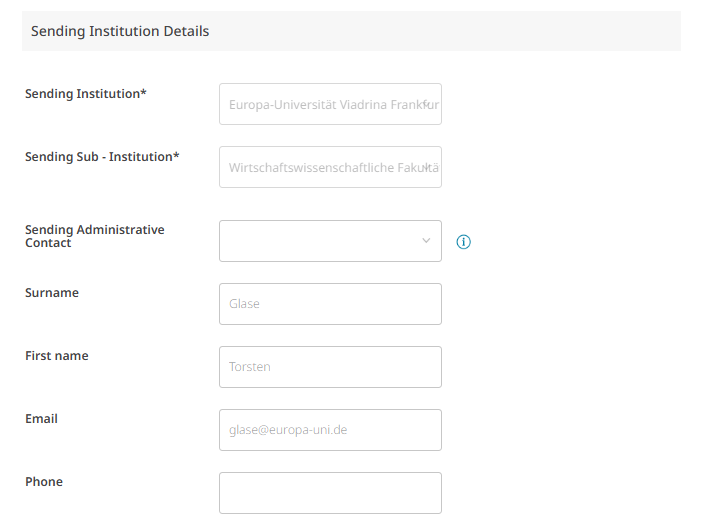 Sending Institution Details
Sending Institution*
Europa-Universität Viadrina Frankfur
Sending Sub - Institution*
Wirtschaftswissenschaftliche Fakultä
Sending Administrative
Contact
Surname
Glase
First name
Torsten
Email
glase@europa-uni.de
Phone